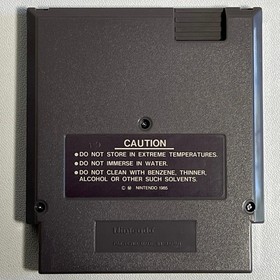 CAUTION
●DO NOT STORE IN EXTREME TEMPERATURES.
●DO NOT IMMERSE IN WATER.
●DO NOT CLEAN WITH BENZENE, THINNER,
ALCOHOL OR OTHER SUCH SOLVENTS.
NINTENDO 1985
Nintendo